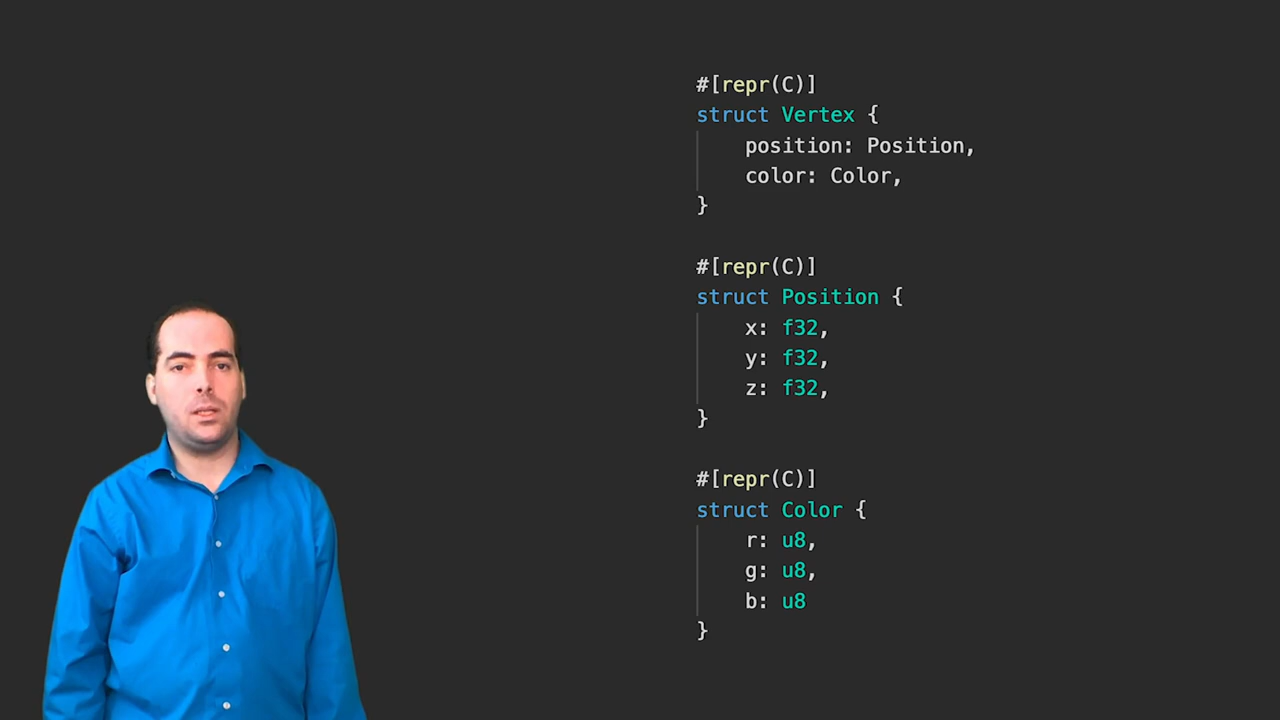 #[repr(C)]
struct Vertex {
    position: Position,
    color: Color,
}

#[repr(C)]
struct Position {
    x: f32,
    y: f32,
    z: f32,
}

#[repr(C)]
struct Color {
    r: u8,
    g: u8,
    b: u8
}